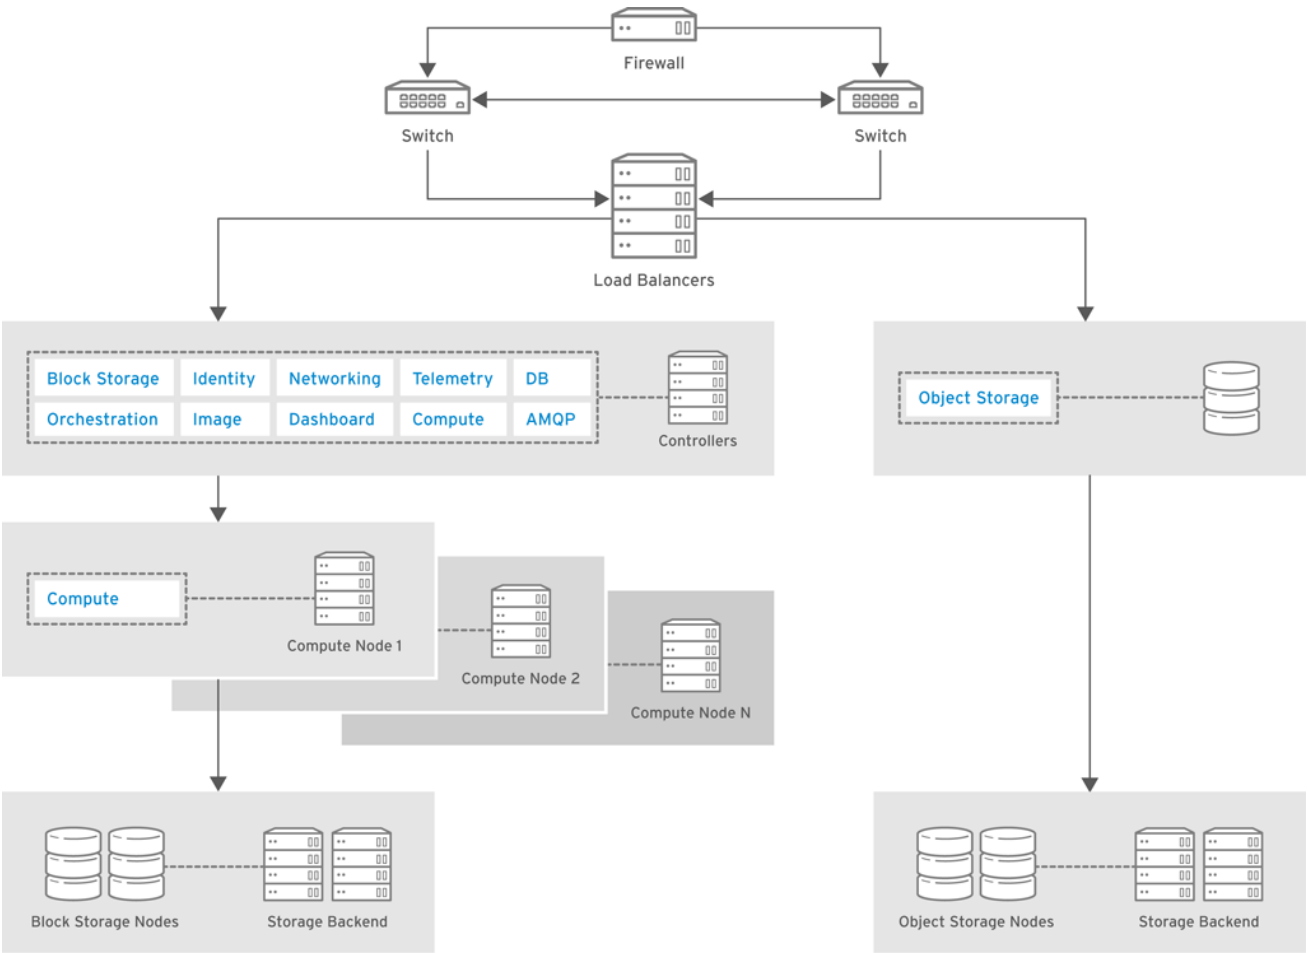 Firewall
Switch
Switch
Load Balancers
Block Storage
Identity
Networking
Telemetry
DB
Orchestration
Image
Dashboard
Compute
AMQP
Controllers
Object Storage
Compute
Compute Node 1
Compute Node 2
Compute Node N
Block Storage Nodes
Storage Backend
Object Storage Nodes
Storage Backend